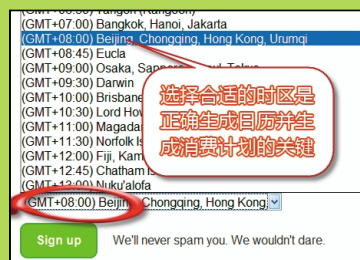 (GMT+07:00) Bangkok, Hanoi, Jakarta
(GMT+08:00) Beijing, Chongqing, Hong Kong, Urumqi
(GMT+08:45) Eucla
(GMT+09:00) Osaka,
(GMT+09:30) Darwin
(GMT+10:00) Brisbane
(GMT+10:30) Lord How
(GMT+11:00) Magadan
(GMT+11:30) Norfolk Is
(GMT+12:00) Fiji, Kam
(GMT+12:45) Chatham Is
(GMT+13:00) Nuku'alofa
选择合适的时区是
正确生成日历并生
成消费计划的关键
(GMT+08:00) Beijing, Chongqing, Hong Kong,
Sign up
We'll never spam you. We wouldn't dare.